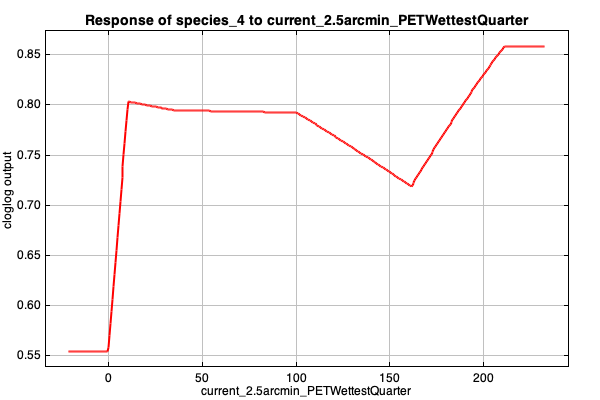 Response of species_4 to current_2.5arcmin_PETWettestQuarter
cloglog output
0.85
0.80
0.75
0.70
0.65
0.60
0.55
0 50 100 150 200
current_2.5arcmin_PETWettestQuarter